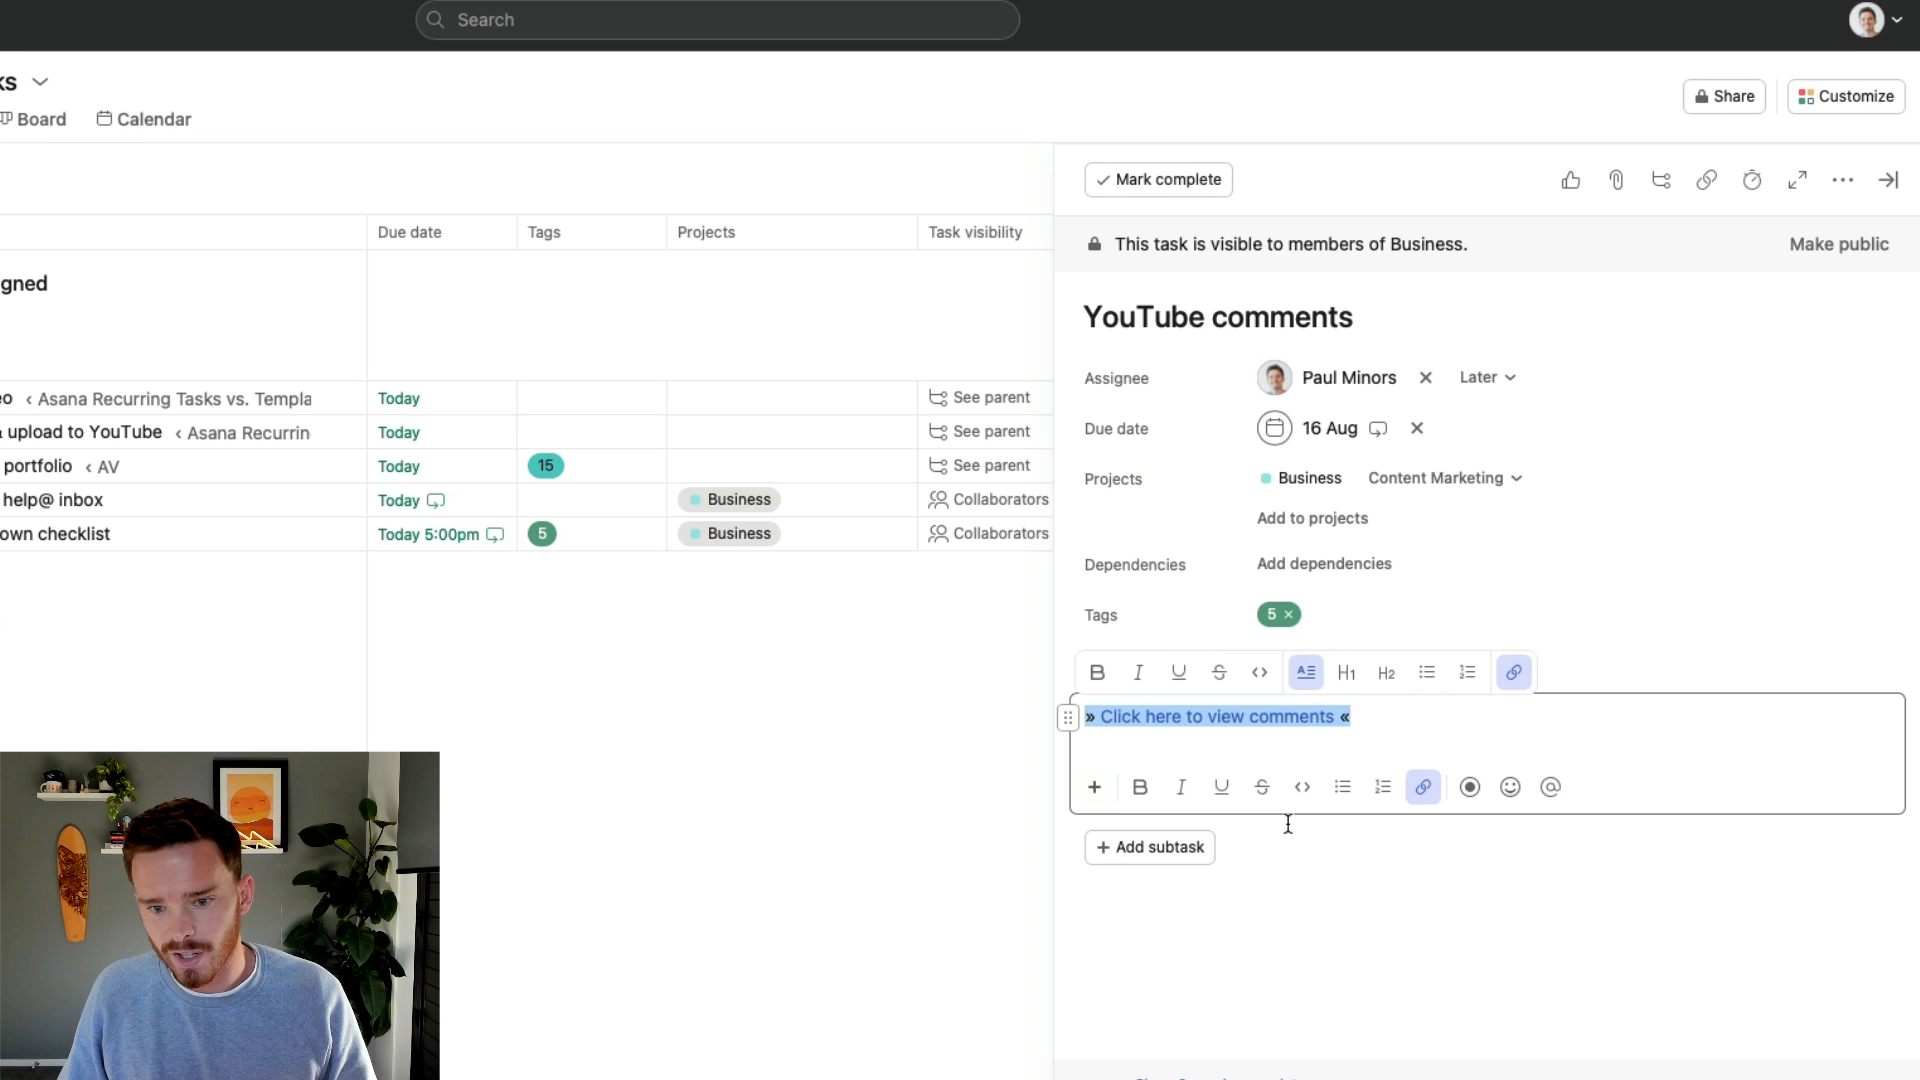 Search
ks
Board
Calendar
Share
Customize
Mark complete
Due date
Tags
Projects
Task visibility
This task is visible to members of Business.
Make public
gned
YouTube comments
Assignee
Paul Minors
Later
eo ‹ Asana Recurring Tasks vs. Templa
Today
See parent
Due date
16 Aug
& upload to YouTube ‹ Asana Recurrin
Today
See parent
portfolio ‹ AV
Today
15
See parent
Projects
Business
Content Marketing
help@ inbox
Today
Business
Collaborators
Add to projects
own checklist
Today 5:00pm
5
Business
Collaborators
Dependencies
Add dependencies
Tags
5 ×
B I U S <> A H1 H2
» Click here to view comments «
+ B I U S <> @
+ Add subtask